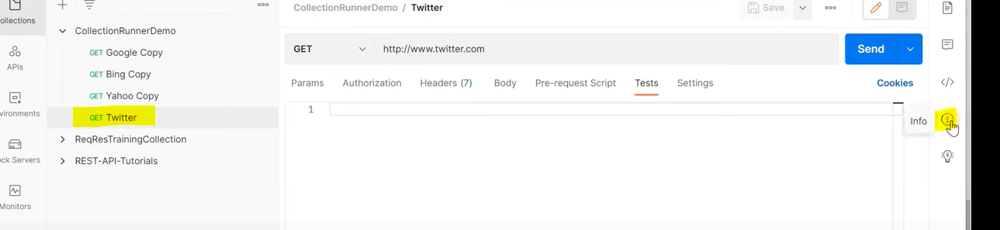 CollectionRunnerDemo / Twitter
Save
ollections
CollectionRunnerDemo
GET Google Copy
GET Bing Copy
GET Yahoo Copy
GET Twitter
ReqResTrainingCollection
REST-API-Tutorials
APIs
vironments
ock Servers
Monitors
GET http://www.twitter.com
Send
Params Authorization Headers (7) Body Pre-request Script Tests Settings Cookies
1
Info